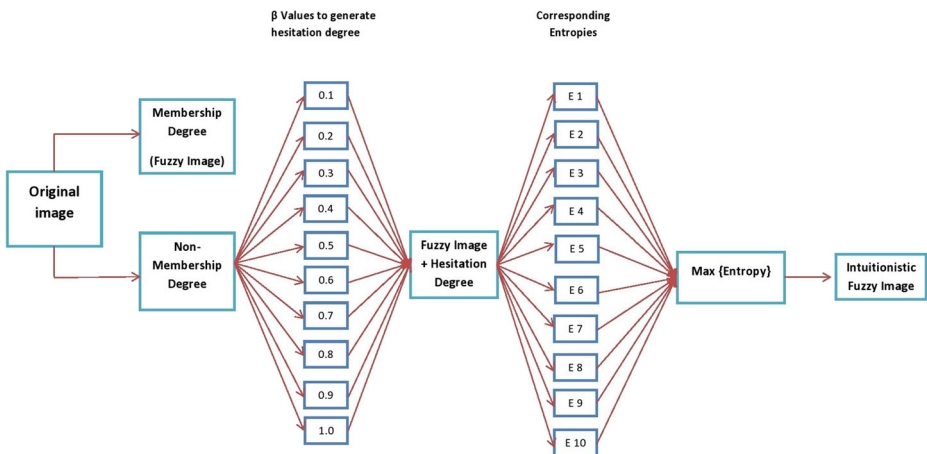 β Values to generate
hesitation degree
Corresponding
Entropies
Original
image
Membership
Degree
(Fuzzy Image)
Non-
Membership
Degree
0.1
0.2
0.3
0.4
0.5
0.6
0.7
0.8
0.9
1.0
Fuzzy Image
+ Hesitation
Degree
E 1
E 2
E 3
E 4
E 5
E 6
E 7
E 8
E 9
E 10
Max {Entropy}
Intuitionistic
Fuzzy Image